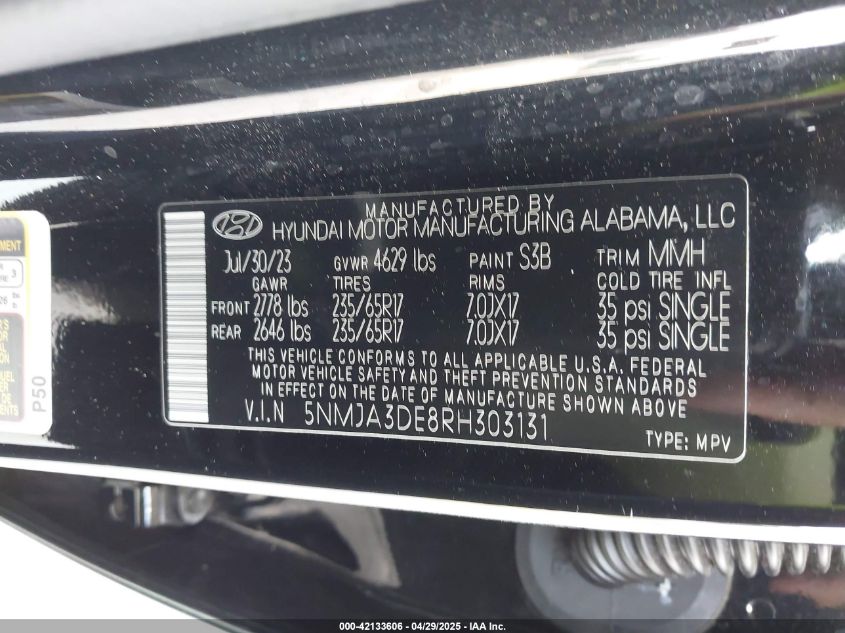 MANUFACTURED BY
HYUNDAI MOTOR MANUFACTURING ALABAMA, LLC
Jul/30/23 GVWR 4629 lbs PAINT S3B TRIM MMH
GAWR TIRES RIMS COLD TIRE INFL
FRONT 2778 lbs 235/65R17 7.0JX17 35 psi SINGLE
REAR 2646 lbs 235/65R17 7.0JX17 35 psi SINGLE
THIS VEHICLE CONFORMS TO ALL APPLICABLE U.S.A. FEDERAL
MOTOR VEHICLE SAFETY AND THEFT PREVENTION STANDARDS
IN EFFECT ON THE DATE OF MANUFACTURE SHOWN ABOVE
V.I.N 5NMJA3DE8RH303131
TYPE: MPV
P50
000-42133606 - 04/29/2025 - IAA Inc.